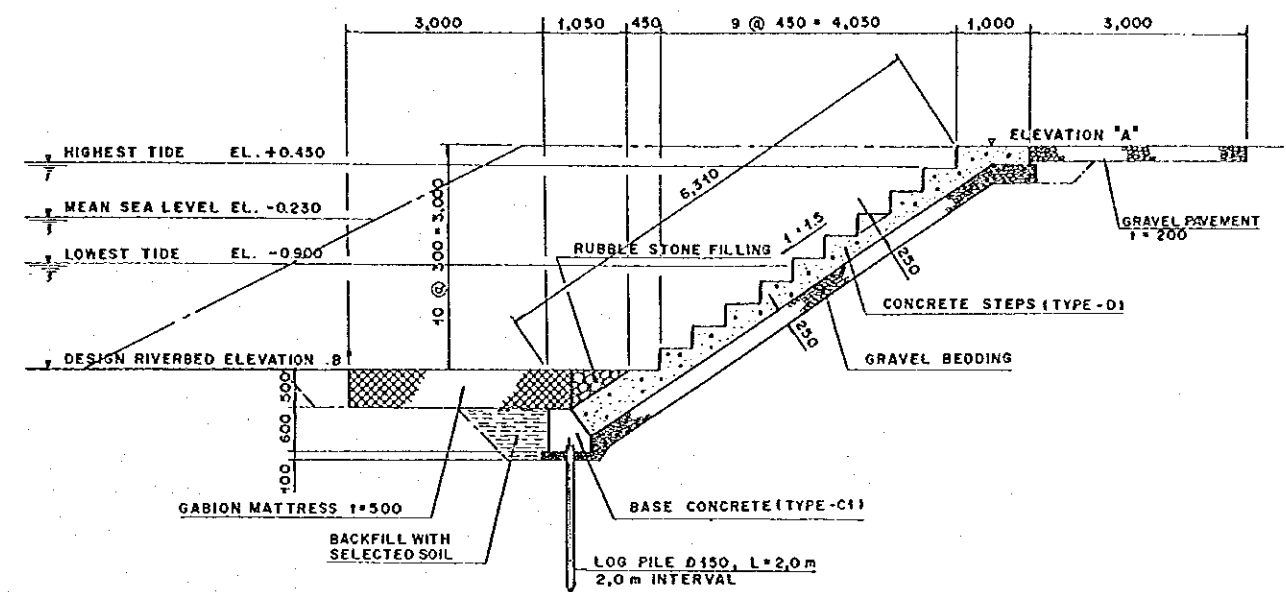 3,000
1,050
450
9 @ 450 = 4,050
1,000
3,000
ELEVATION "A"
HIGHEST TIDE EL. +0.450
6,310
MEAN SEA LEVEL EL. -0.230
GRAVEL PAVEMENT
t = 200
1 : 1.5
RUBBLE STONE FILLING
LOWEST TIDE EL. -0.900
250
10 @ 300 = 3,000
CONCRETE STEPS (TYPE-D)
250
GRAVEL BEDDING
DESIGN RIVERBED ELEVATION .B
500
600
100
GABION MATTRESS t=500
BASE CONCRETE (TYPE-C1)
BACKFILL WITH
SELECTED SOIL
LOG PILE D150, L=2,0 m
2,0 m INTERVAL